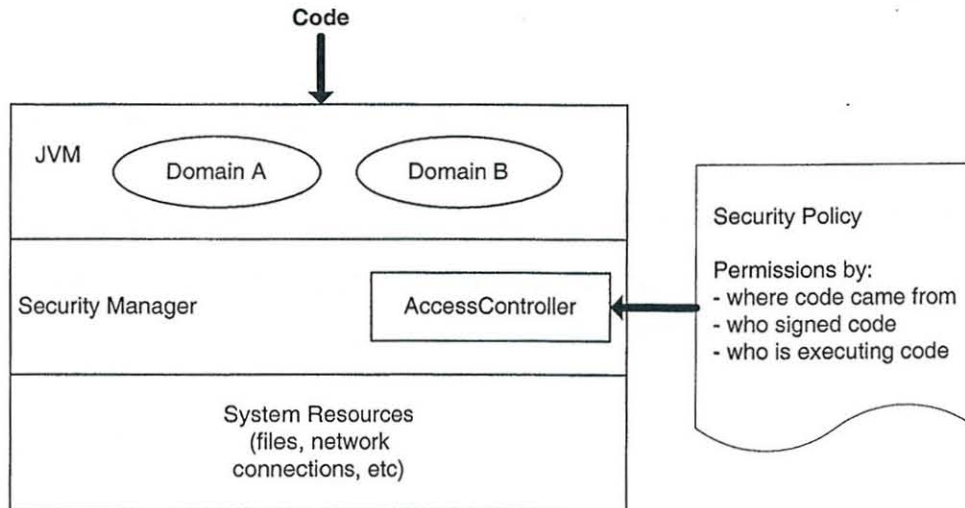 Code
JVM
Domain A
Domain B
Security Manager
AccessController
System Resources
(files, network
connections, etc)
Security Policy
Permissions by:
- where code came from
- who signed code
- who is executing code